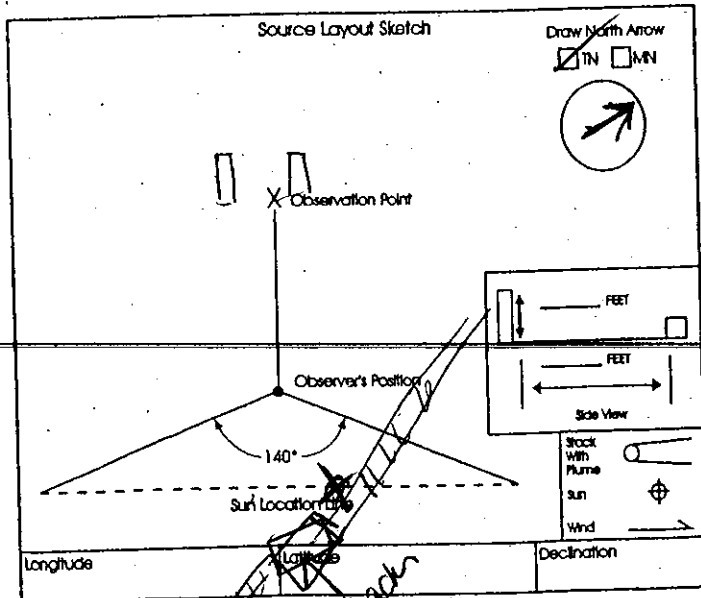 Source Layout Sketch
Draw North Arrow
TN MN
X Observation Point
FEET
FEET
Side View
Observer's Position
140°
Sun Location Line
Stack
With
Plume
Sun
Wind
Longitude
Latitude
Declination